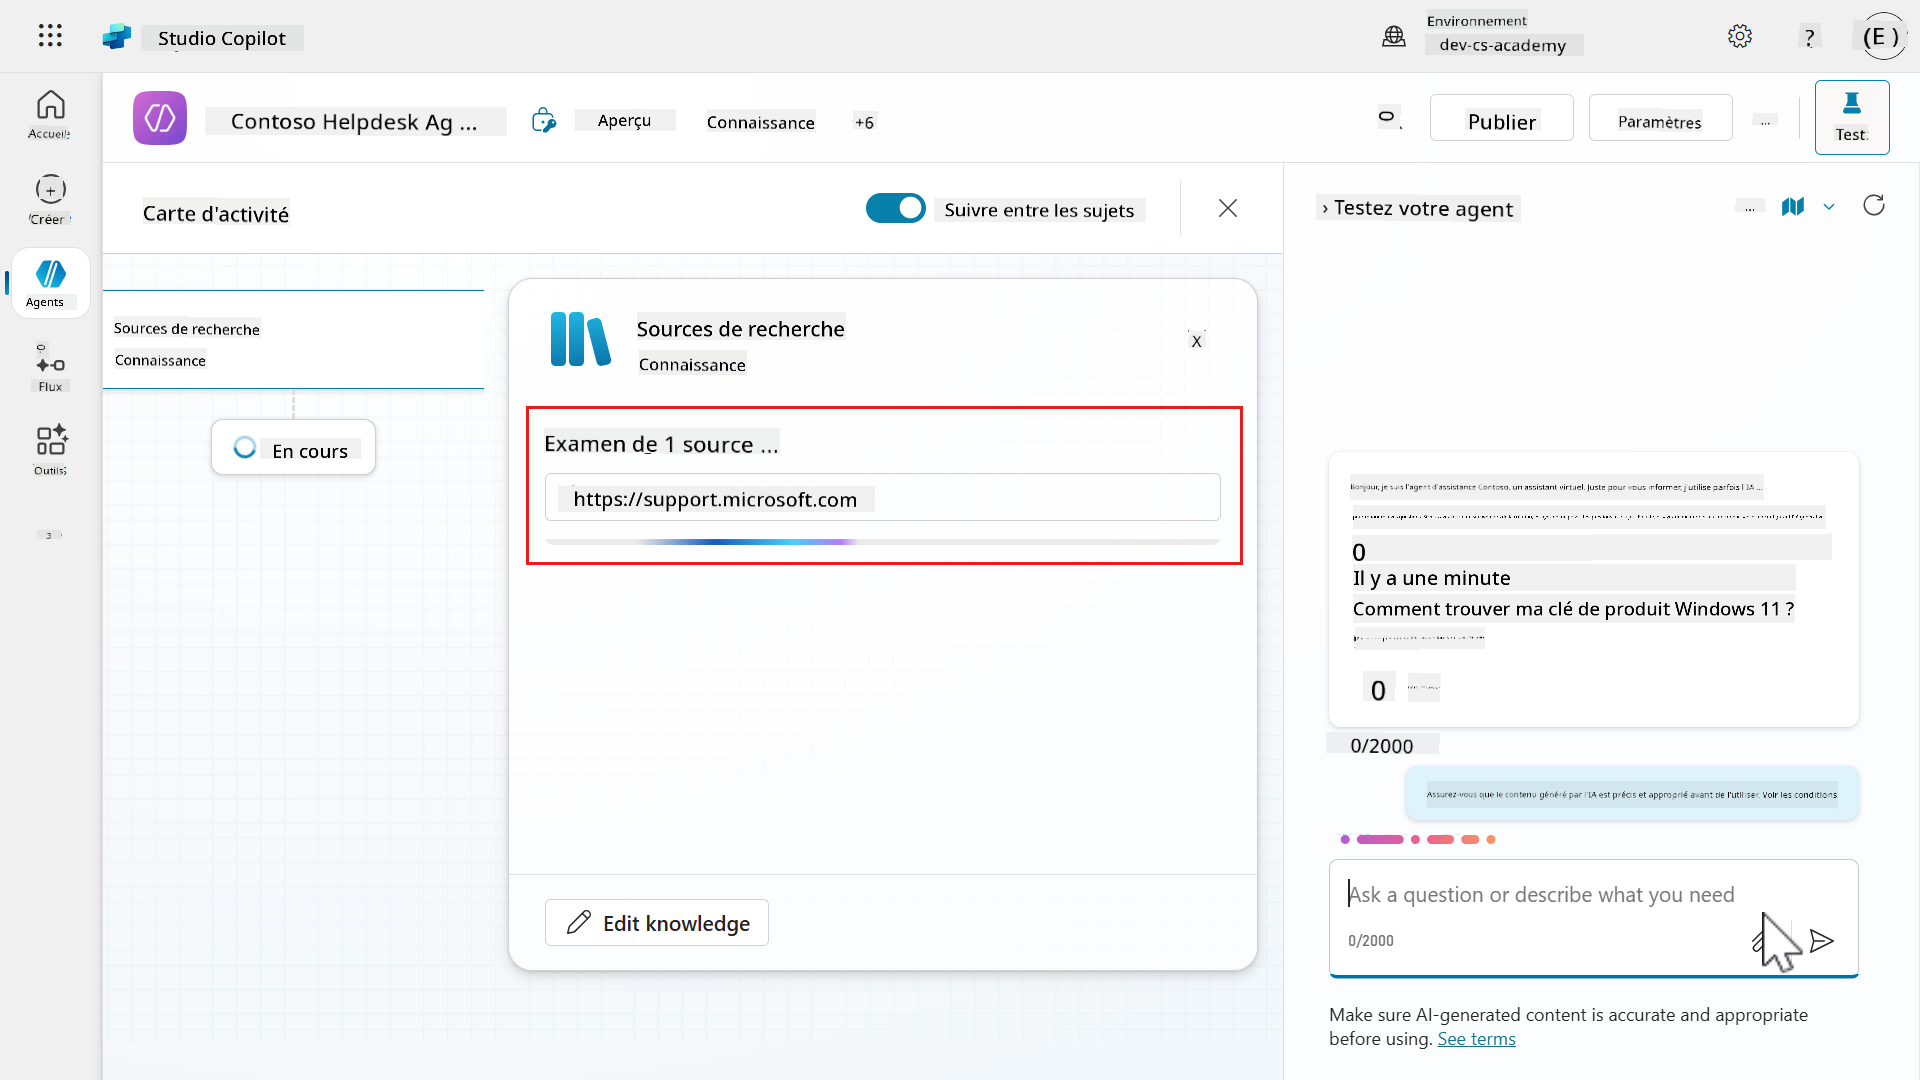 Studio Copilot
Environnement
dev-cs-academy
?
(E )
Accueil
Créer
Agents
Flux
Outils
3
Contoso Helpdesk Ag ...
Aperçu
Connaissance
+6
Publier
Paramètres
...
Test
Carte d'activité
Suivre entre les sujets
Sources de recherche
Connaissance
En cours
Sources de recherche
Connaissance
X
Examen de 1 source ...
https://support.microsoft.com
Edit knowledge
› Testez votre agent
...
Bonjour, je suis l'agent d'assistance Contoso, un assistant virtuel. Juste pour vous informer, j'utilise parfois l'IA ...
0
Il y a une minute
Comment trouver ma clé de produit Windows 11 ?
0
0/2000
Assurez-vous que le contenu généré par l'IA est précis et approprié avant de l'utiliser. Voir les conditions
Ask a question or describe what you need
0/2000
Make sure AI-generated content is accurate and appropriate
before using. See terms